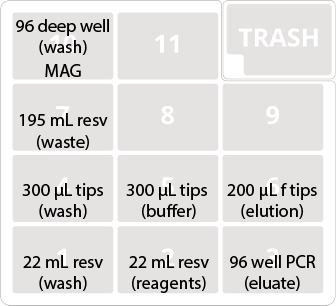 96 deep well
(wash)
MAG
11
TRASH
195 mL resv
(waste)
8
9
300 µL tips
(wash)
300 µL tips
(buffer)
200 µL f tips
(elution)
22 mL resv
(wash)
22 mL resv
(reagents)
96 well PCR
(eluate)